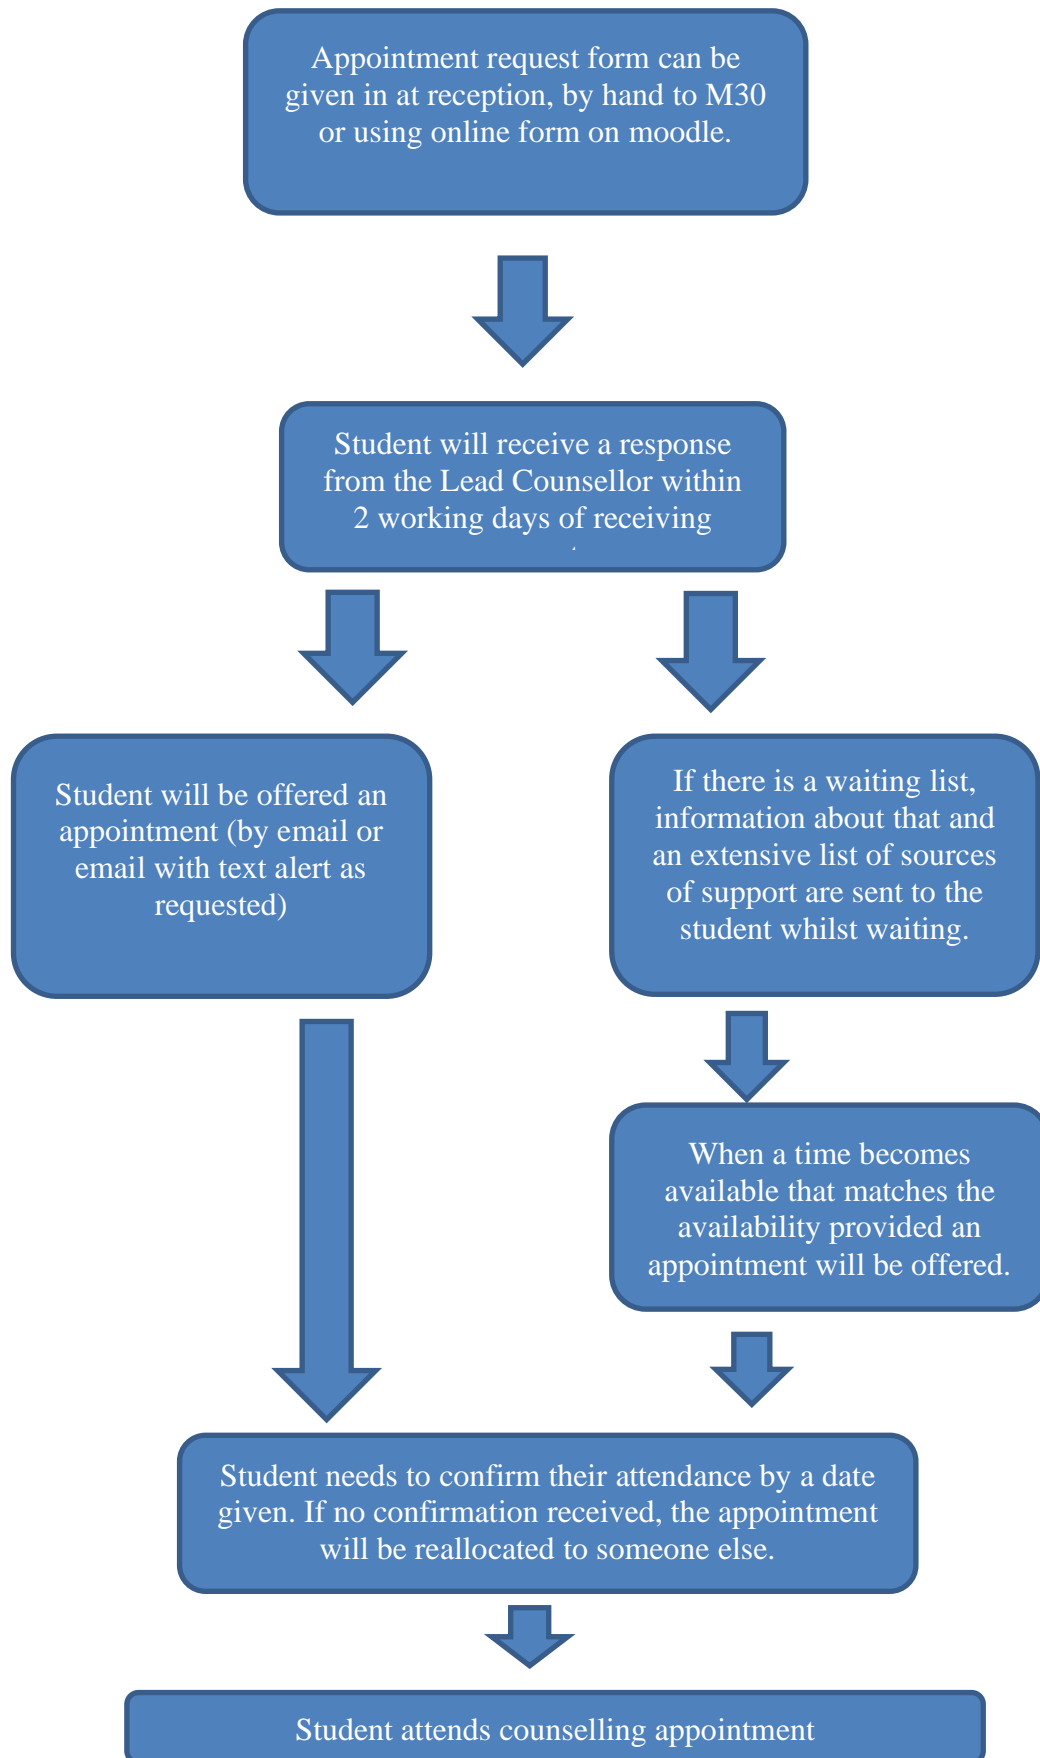 Appointment request form can be
given in at reception, by hand to M30
or using online form on moodle.
Student will receive a response
from the Lead Counsellor within
2 working days of receiving
Student will be offered an
appointment (by email or
email with text alert as
requested)
If there is a waiting list,
information about that and
an extensive list of sources
of support are sent to the
student whilst waiting.
When a time becomes
available that matches the
availability provided an
appointment will be offered.
Student needs to confirm their attendance by a date
given. If no confirmation received, the appointment
will be reallocated to someone else.
Student attends counselling appointment